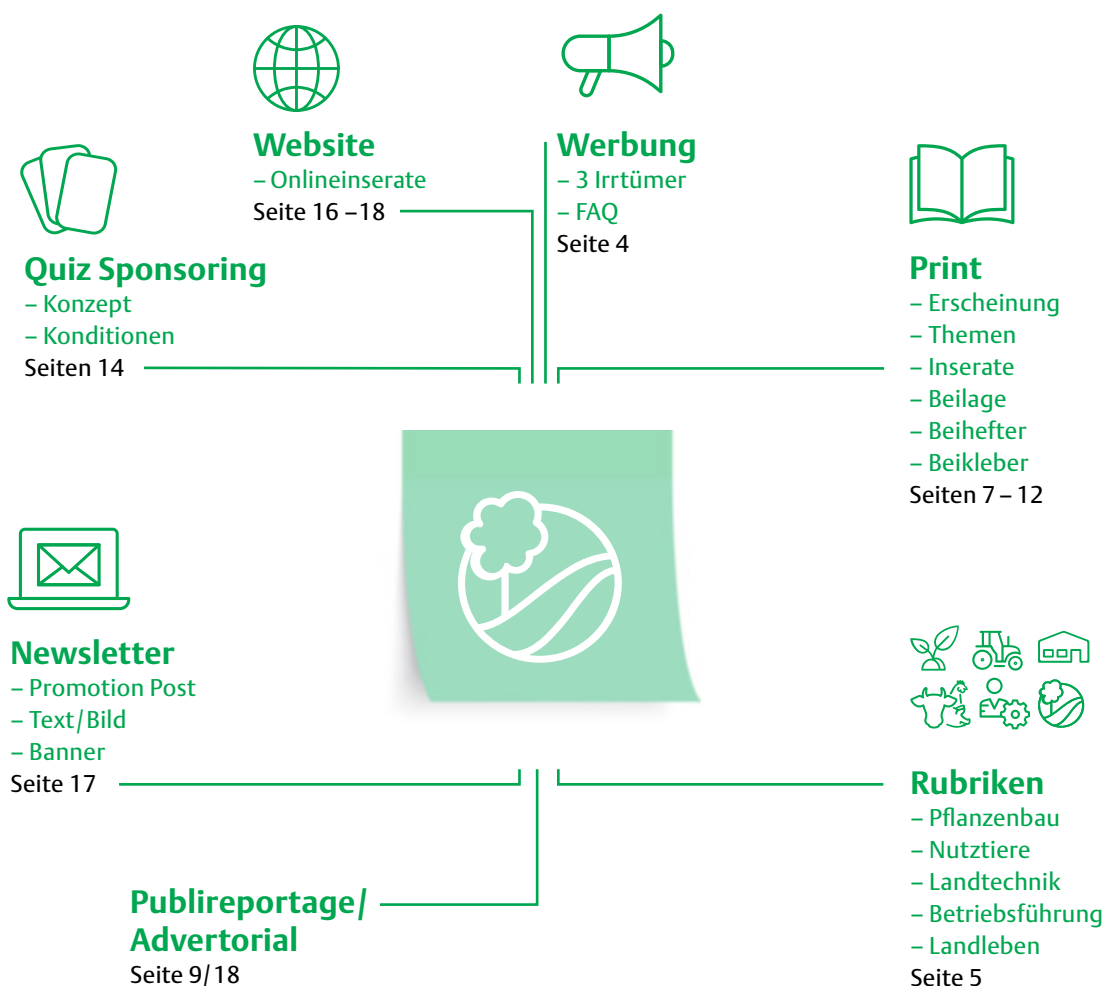 Website
– Onlineinserate
Seite 16 –18
Werbung
– 3 Irrtümer
– FAQ
Seite 4
Quiz Sponsoring
– Konzept
– Konditionen
Seiten 14
Print
– Erscheinung
– Themen
– Inserate
– Beilage
– Beihefter
– Beikleber
Seiten 7 – 12
Newsletter
– Promotion Post
– Text/Bild
– Banner
Seite 17
Rubriken
– Pflanzenbau
– Nutztiere
– Landtechnik
– Betriebsführung
– Landleben
Seite 5
Publireportage/
Advertorial
Seite 9/18